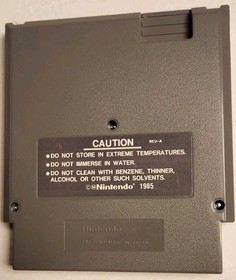 CAUTION REV-A
• DO NOT STORE IN EXTREME TEMPERATURES.
• DO NOT IMMERSE IN WATER.
• DO NOT CLEAN WITH BENZENE, THINNER,
ALCOHOL OR OTHER SUCH SOLVENTS.
©Nintendo 1985
Nintendo